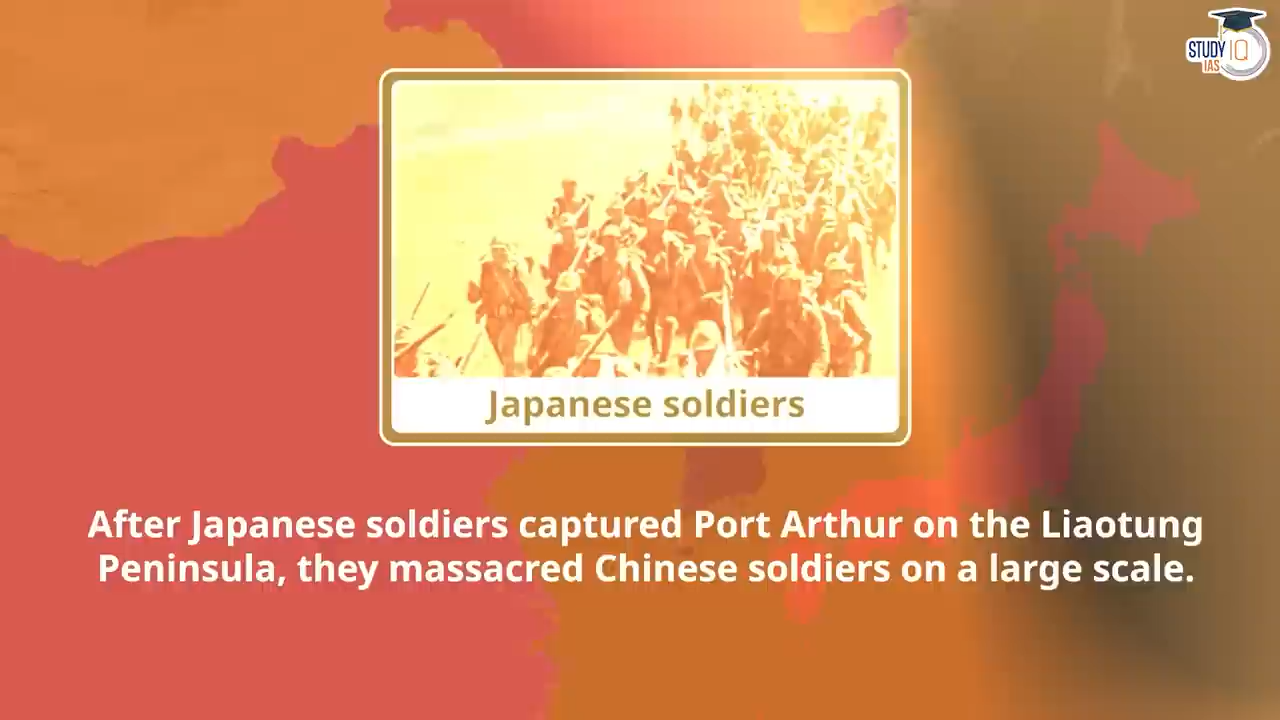 STUDY IQ
IAS
Japanese soldiers
After Japanese soldiers captured Port Arthur on the Liaotung
Peninsula, they massacred Chinese soldiers on a large scale.